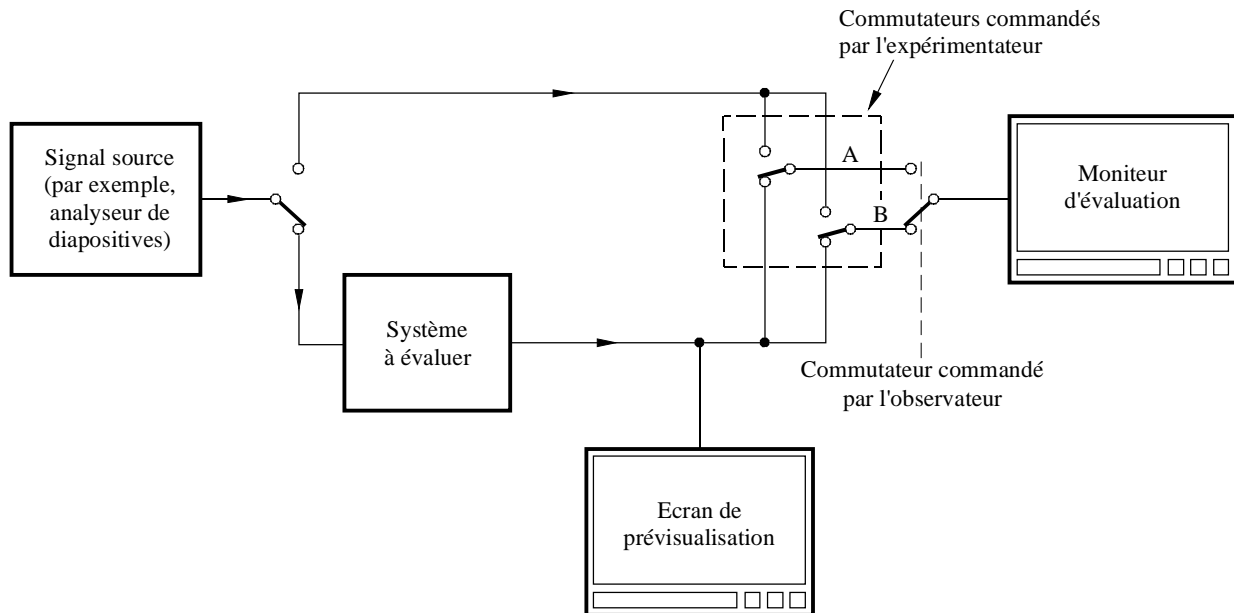 Commutateurs commandés
par l'expérimentateur
Signal source
(par exemple,
analyseur de
diapositives)
A
B
Moniteur
d'évaluation
Système
à évaluer
Commutateur commandé
par l'observateur
Ecran de
prévisualisation